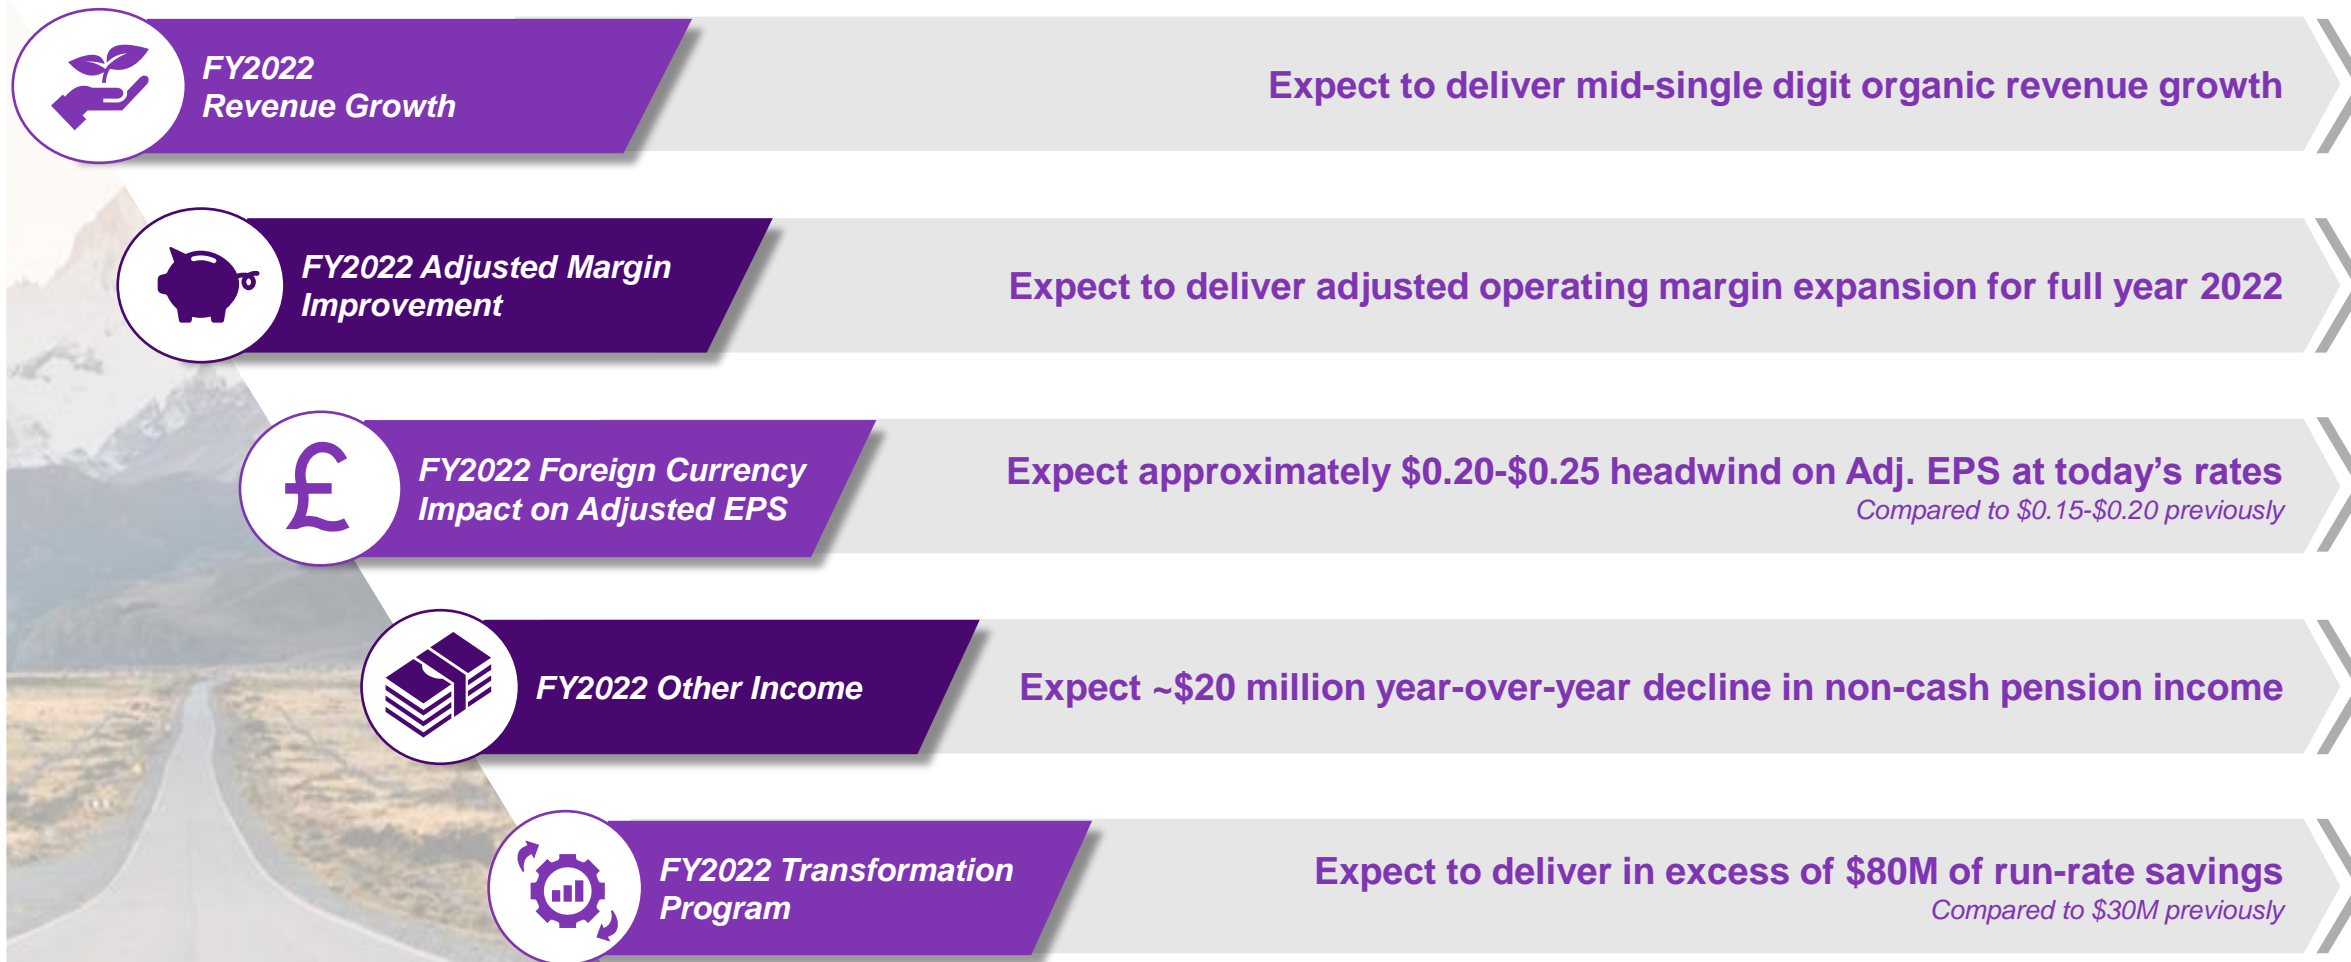 FY2022
Revenue Growth
Expect to deliver mid-single digit organic revenue growth
FY2022 Adjusted Margin
Improvement
Expect to deliver adjusted operating margin expansion for full year 2022
FY2022 Foreign Currency
Impact on Adjusted EPS
Expect approximately $0.20-$0.25 headwind on Adj. EPS at today’s rates
Compared to $0.15-$0.20 previously
FY2022 Other Income
Expect ~$20 million year-over-year decline in non-cash pension income
FY2022 Transformation
Program
Expect to deliver in excess of $80M of run-rate savings
Compared to $30M previously